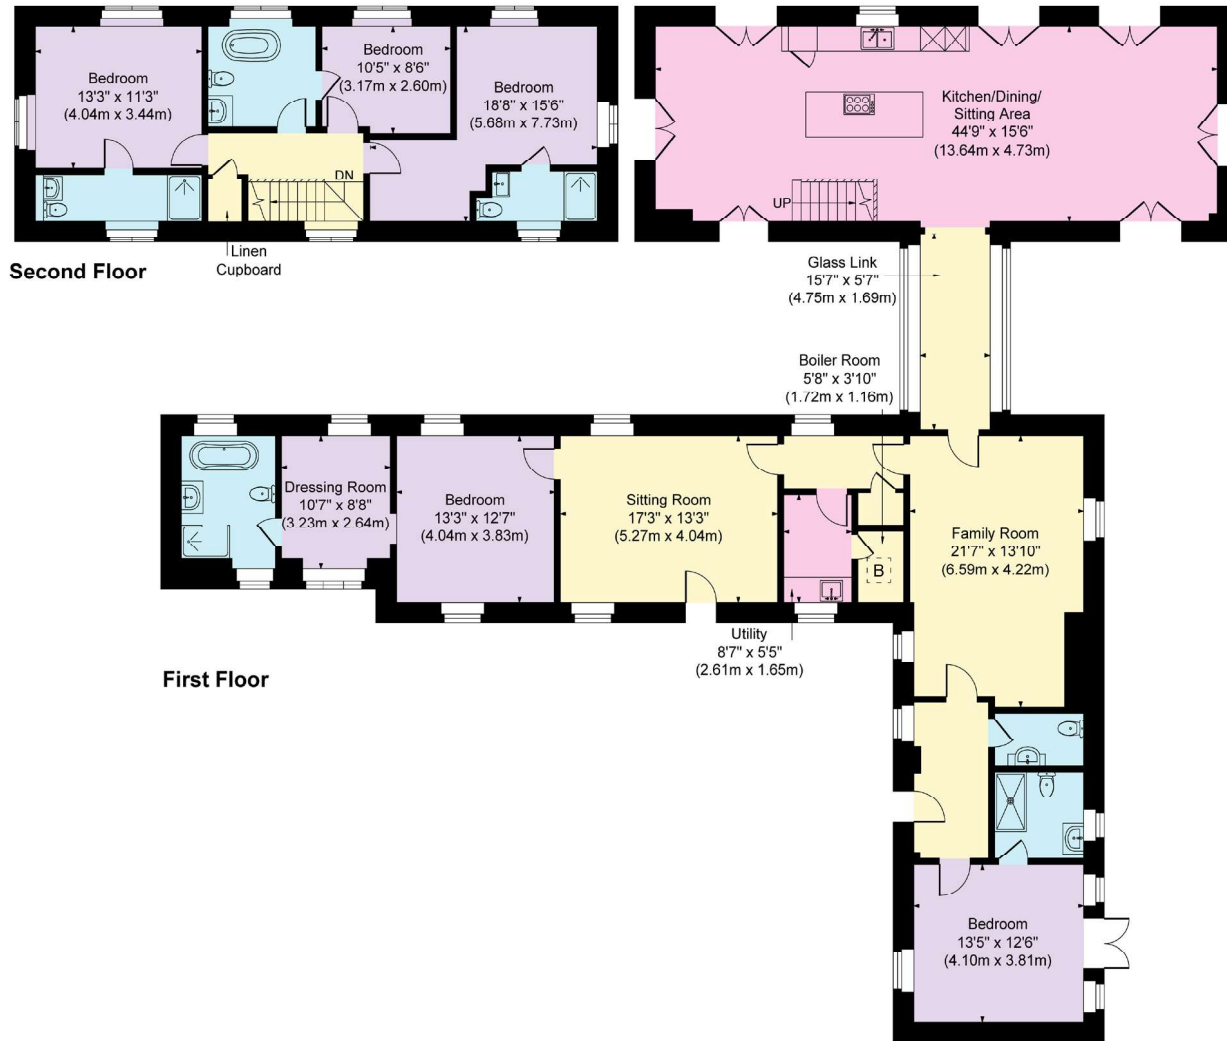 Bedroom
13'3" x 11'3"
(4.04m x 3.44m)
Bedroom
10'5" x 8'6"
(3.17m x 2.60m)
Bedroom
18'8" x 15'6"
(5.68m x 7.73m)
DN
Linen
Cupboard
Second Floor
Kitchen/Dining/
Sitting Area
44'9" x 15'6"
(13.64m x 4.73m)
UP
Glass Link
15'7" x 5'7"
(4.75m x 1.69m)
Boiler Room
5'8" x 3'10"
(1.72m x 1.16m)
Dressing Room
10'7" x 8'8"
(3.23m x 2.64m)
Bedroom
13'3" x 12'7"
(4.04m x 3.83m)
Sitting Room
17'3" x 13'3"
(5.27m x 4.04m)
B
Family Room
21'7" x 13'10"
(6.59m x 4.22m)
Utility
8'7" x 5'5"
(2.61m x 1.65m)
First Floor
Bedroom
13'5" x 12'6"
(4.10m x 3.81m)